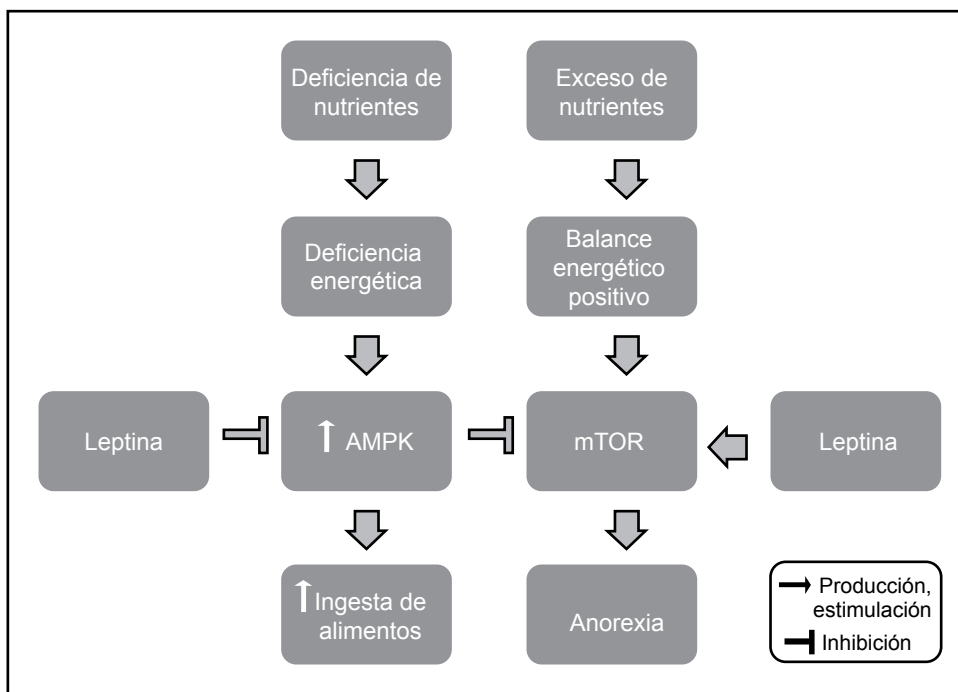 Deficiencia de
nutrientes
Exceso de
nutrientes
Deficiencia
energética
Balance
energético
positivo
Leptina
↑ AMPK
mTOR
Leptina
↑ Ingesta de
alimentos
Anorexia
Producción,
estimulación
Inhibición